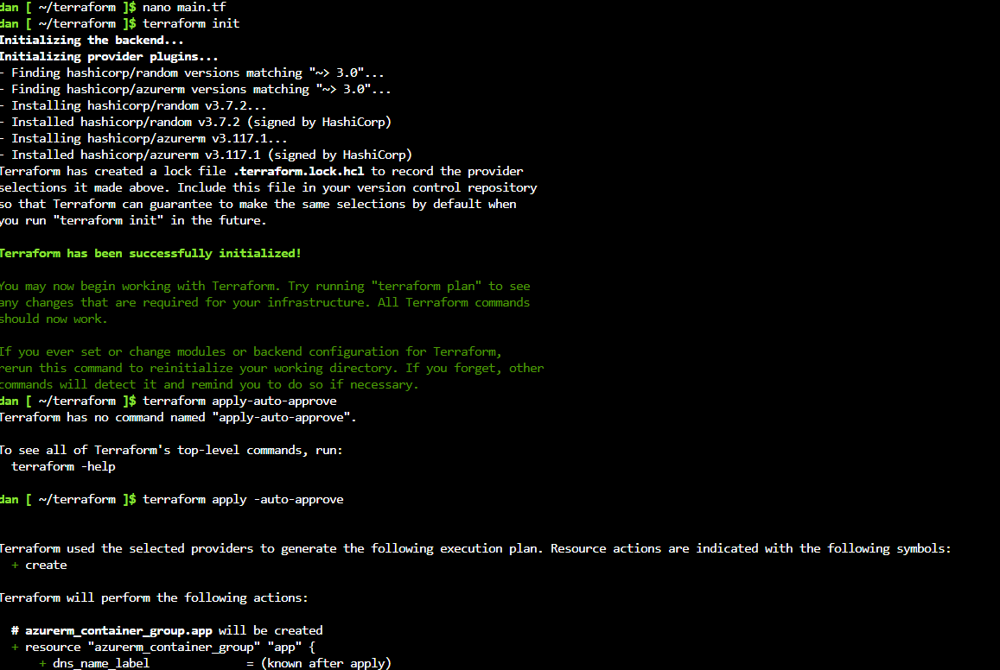 dan [ ~/terraform ]$ nano main.tf
dan [ ~/terraform ]$ terraform init
Initializing the backend...
Initializing provider plugins...
- Finding hashicorp/random versions matching "~> 3.0"...
- Finding hashicorp/azurerm versions matching "~> 3.0"...
- Installing hashicorp/random v3.7.2...
- Installed hashicorp/random v3.7.2 (signed by HashiCorp)
- Installing hashicorp/azurerm v3.117.1...
- Installed hashicorp/azurerm v3.117.1 (signed by HashiCorp)
Terraform has created a lock file .terraform.lock.hcl to record the provider
selections it made above. Include this file in your version control repository
so that Terraform can guarantee to make the same selections by default when
you run "terraform init" in the future.
Terraform has been successfully initialized!
You may now begin working with Terraform. Try running "terraform plan" to see
any changes that are required for your infrastructure. All Terraform commands
should now work.
If you ever set or change modules or backend configuration for Terraform,
rerun this command to reinitialize your working directory. If you forget, other
commands will detect it and remind you to do so if necessary.
dan [ ~/terraform ]$ terraform apply-auto-approve
Terraform has no command named "apply-auto-approve".
To see all of Terraform's top-level commands, run:
  terraform -help
dan [ ~/terraform ]$ terraform apply -auto-approve
Terraform used the selected providers to generate the following execution plan. Resource actions are indicated with the following symbols:
  + create
Terraform will perform the following actions:
  # azurerm_container_group.app will be created
  + resource "azurerm_container_group" "app" {
      + dns_name_label              = (known after apply)